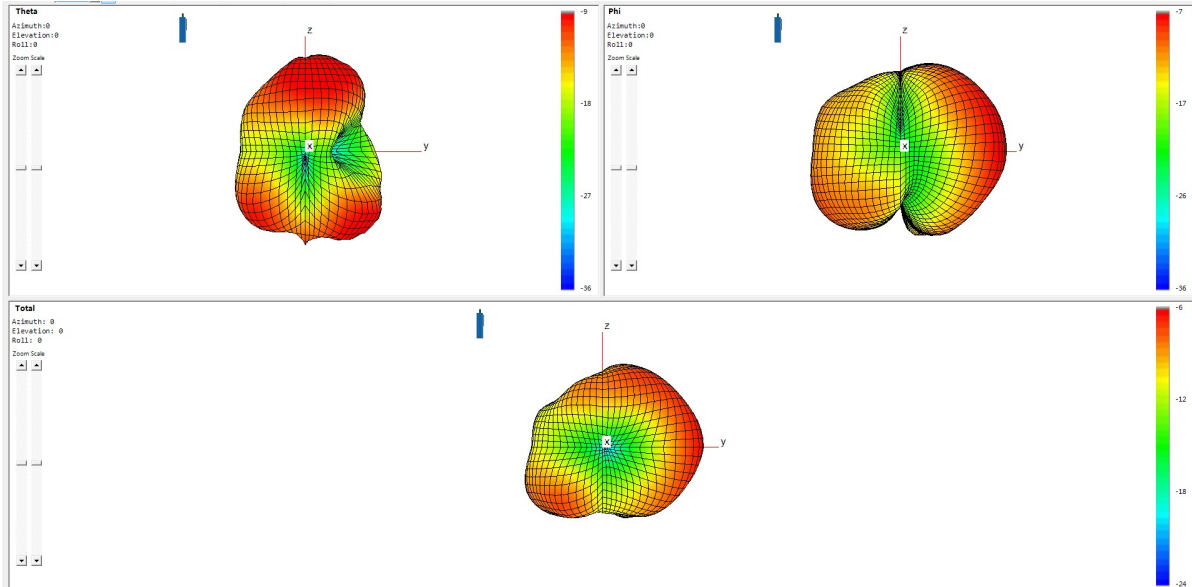 Theta
Azimuth:0
Elevation:0
Roll:0
Zoom Scale
z
x
y
-9
-18
-27
-36
Phi
Azimuth:0
Elevation:0
Roll:0
Zoom Scale
z
x
y
-7
-17
-26
-36
Total
Azimuth: 0
Elevation: 0
Roll: 0
Zoom Scale
z
x
y
-6
-12
-18
-24